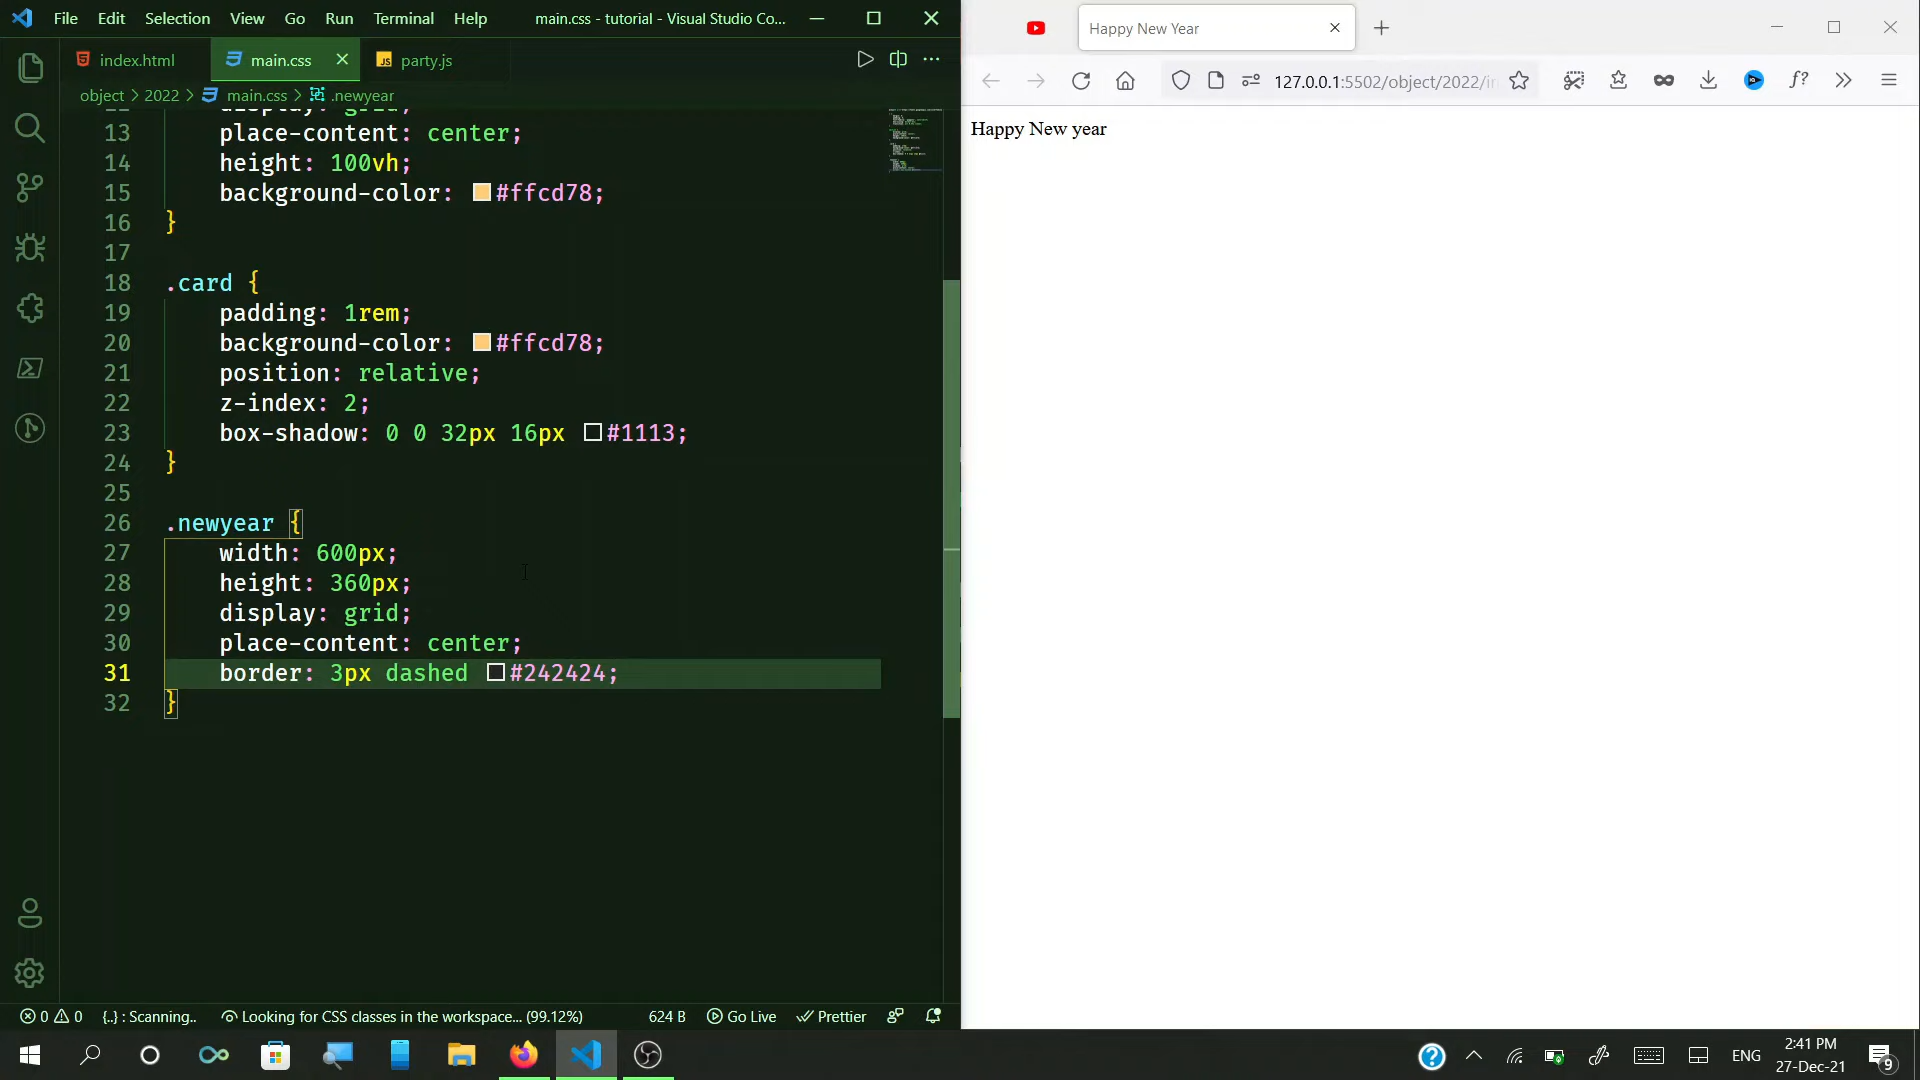 File Edit Selection View Go Run Terminal Help main.css - tutorial - Visual Studio Co...
index.html main.css party.js
object > 2022 > main.css > .newyear
12 display: grid;
13 place-content: center;
14 height: 100vh;
15 background-color: #ffcd78;
16 }
17
18 .card {
19 padding: 1rem;
20 background-color: #ffcd78;
21 position: relative;
22 z-index: 2;
23 box-shadow: 0 0 32px 16px #1113;
24 }
25
26 .newyear {
27 width: 600px;
28 height: 360px;
29 display: grid;
30 place-content: center;
31 border: 3px dashed #242424;
32 }
0 0 {..} : Scanning.. Looking for CSS classes in the workspace... (99.12%) 624 B Go Live Prettier
Happy New Year
127.0.0.1:5502/object/2022/in
f?
Happy New year
ENG
2:41 PM
27-Dec-21
9